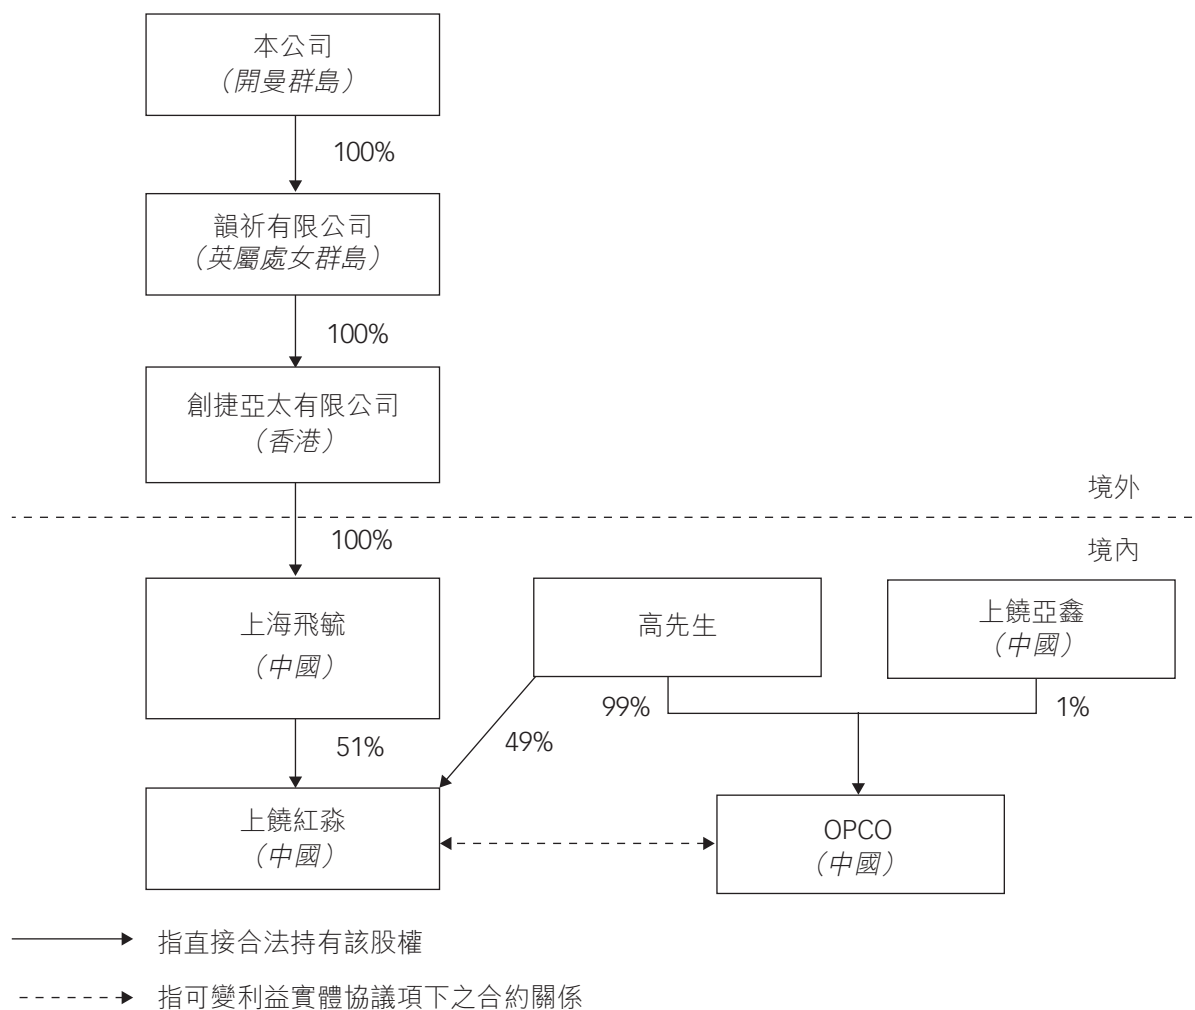 本公司
（開曼群島）
100%
韻祈有限公司
（英屬處女群島）
100%
創捷亞太有限公司
（香港）
境外
100%
境內
上海飛毓
（中國）
高先生
上饒亞鑫
（中國）
99%
1%
51%
49%
上饒紅淼
（中國）
OPCO
（中國）
指直接合法持有該股權
指可變利益實體協議項下之合約關係